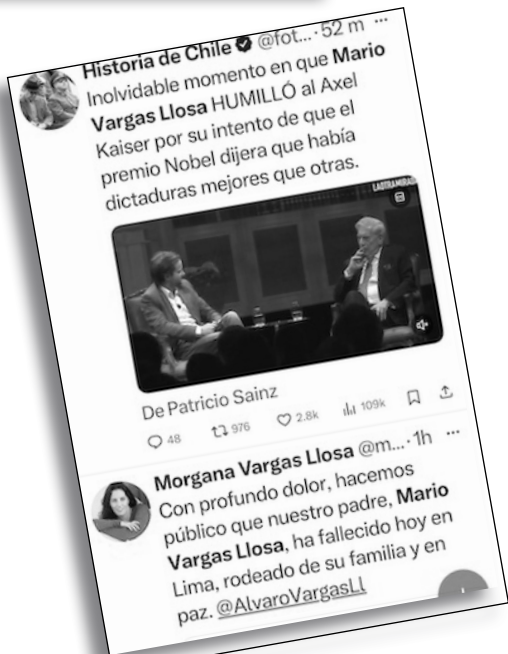 Historia de Chile @fot... · 52 m ···
Inolvidable momento en que Mario
Vargas Llosa HUMILLÓ al Axel
Kaiser por su intento de que el
premio Nobel dijera que había
dictaduras mejores que otras.
LAOTRAMIRADA
De Patricio Sainz
48 976 2.8k 109k
Morgana Vargas Llosa @m... · 1h ···
Con profundo dolor, hacemos
público que nuestro padre, Mario
Vargas Llosa, ha fallecido hoy en
Lima, rodeado de su familia y en
paz. @AlvaroVargasLl